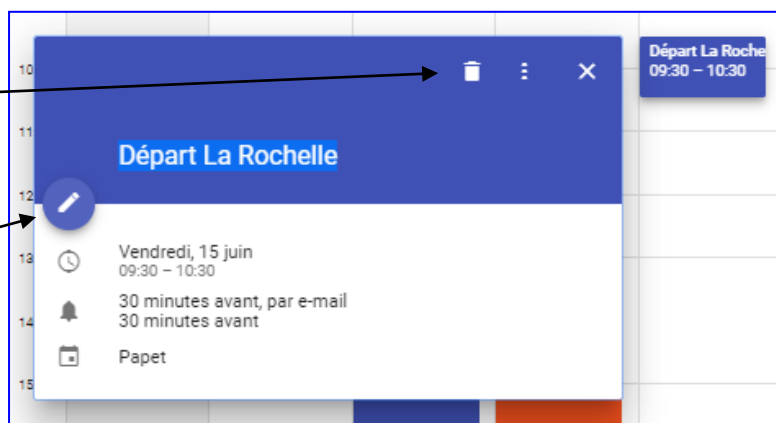 Départ La Roche
09:30 – 10:30
10
11
12
13
14
15
Départ La Rochelle
Vendredi, 15 juin
09:30 – 10:30
30 minutes avant, par e-mail
30 minutes avant
Papet